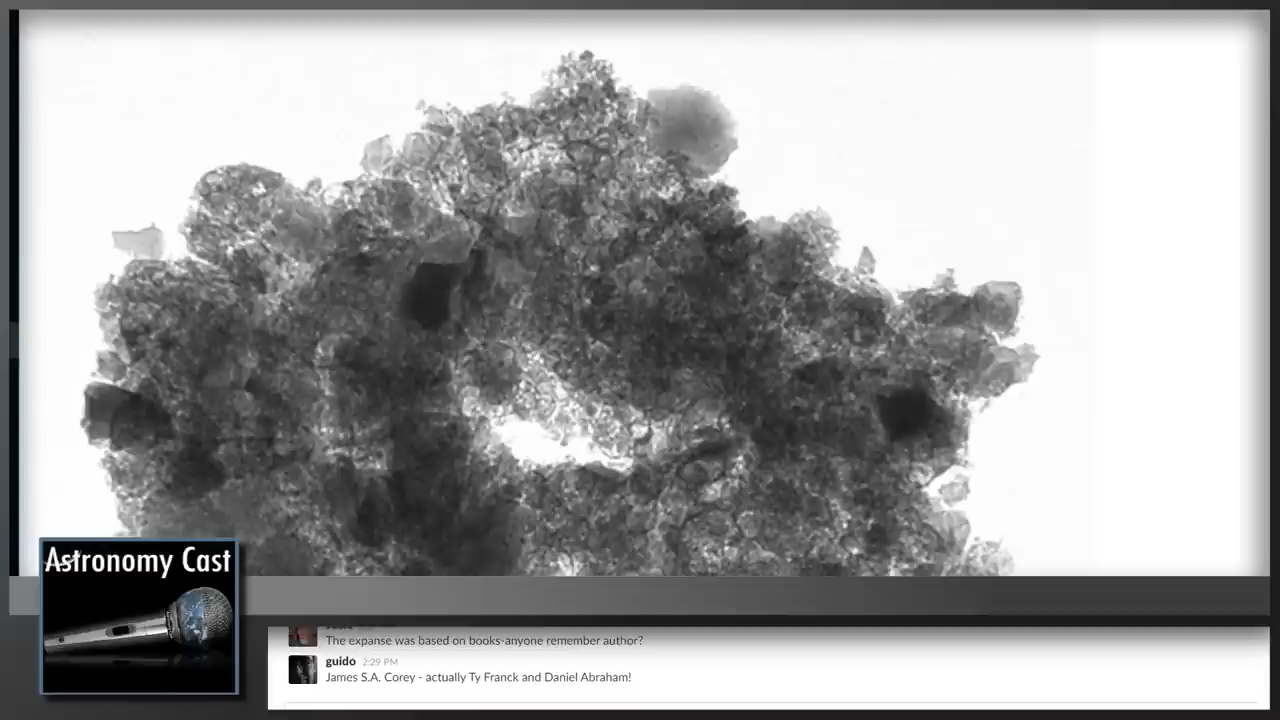 Astronomy Cast
The expanse was based on books-anyone remember author?
guido 2:29 PM
James S.A. Corey - actually Ty Franck and Daniel Abraham!